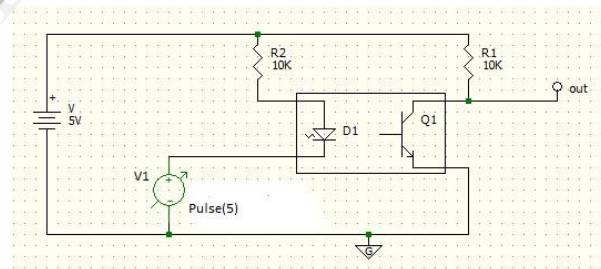 R2
10K
R1
10K
out
+
V
5V
D1
Q1
V1
+
-
Pulse(5)
G